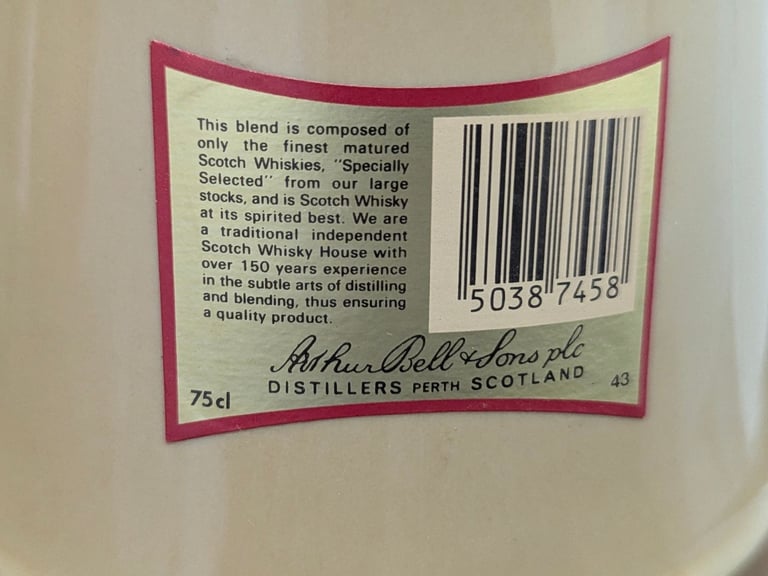 This blend is composed of
only the finest matured
Scotch Whiskies, "Specially
Selected" from our large
stocks, and is Scotch Whisky
at its spirited best. We are
a traditional independent
Scotch Whisky House with
over 150 years experience
in the subtle arts of distilling
and blending, thus ensuring
a quality product.
5038 7458
Arthur Bell & Sons plc
DISTILLERS PERTH SCOTLAND
75cl
43